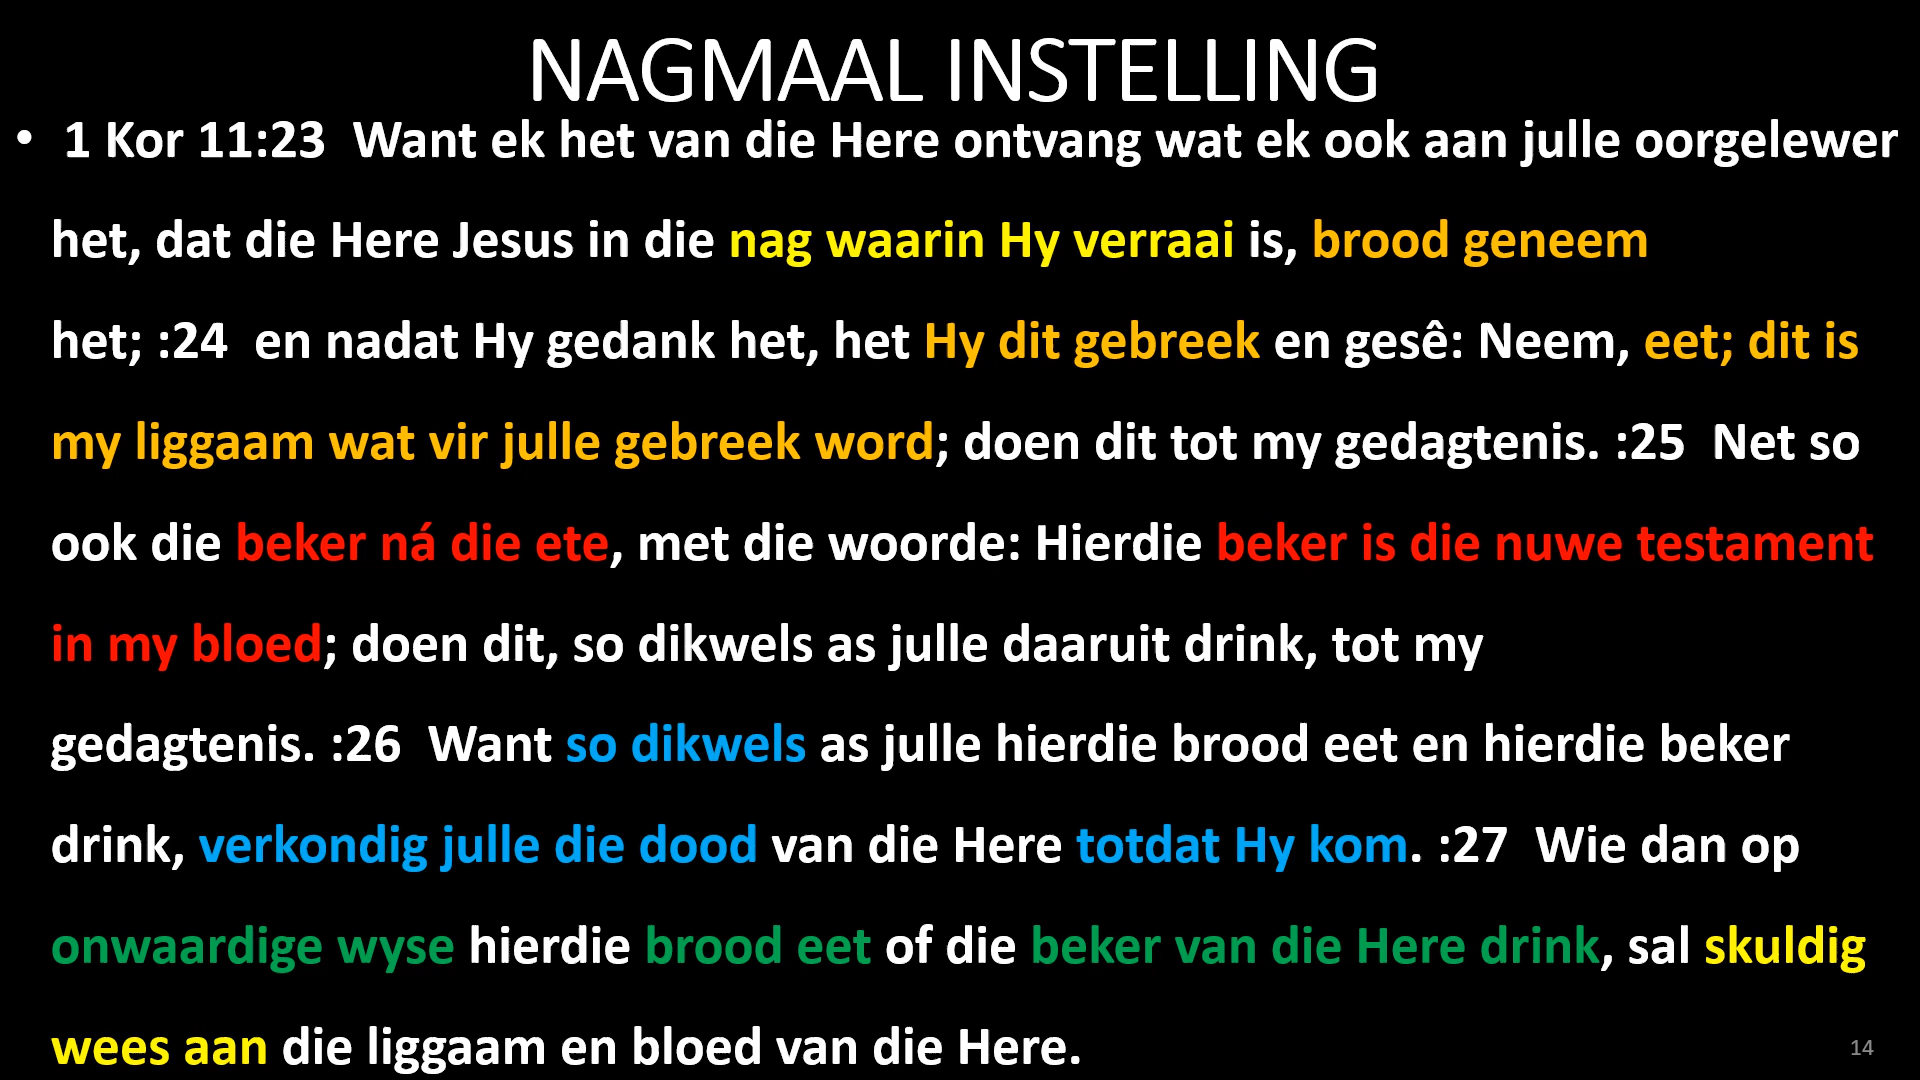 NAGMAAL INSTELLING
• 1 Kor 11:23  Want ek het van die Here ontvang wat ek ook aan julle oorgelewer
het, dat die Here Jesus in die nag waarin Hy verraai is, brood geneem
het; :24  en nadat Hy gedank het, het Hy dit gebreek en gesê: Neem, eet; dit is
my liggaam wat vir julle gebreek word; doen dit tot my gedagtenis. :25  Net so
ook die beker ná die ete, met die woorde: Hierdie beker is die nuwe testament
in my bloed; doen dit, so dikwels as julle daaruit drink, tot my
gedagtenis. :26  Want so dikwels as julle hierdie brood eet en hierdie beker
drink, verkondig julle die dood van die Here totdat Hy kom. :27  Wie dan op
onwaardige wyse hierdie brood eet of die beker van die Here drink, sal skuldig
wees aan die liggaam en bloed van die Here.
14